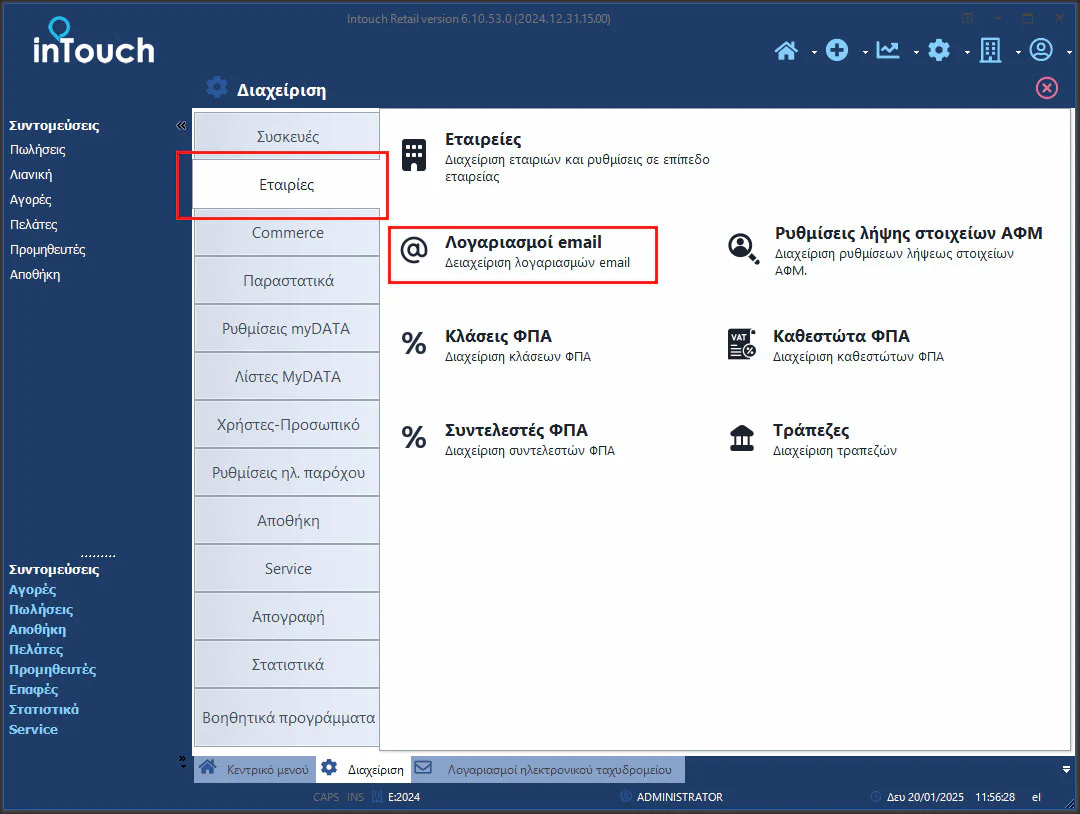 Intouch Retail version 6.10.53.0 (2024.12.31.15.00)
inTouch
Διαχείριση
Συντομεύσεις
Πωλήσεις
Λιανική
Αγορές
Πελάτες
Προμηθευτές
Αποθήκη
Συντομεύσεις
Αγορές
Πωλήσεις
Αποθήκη
Πελάτες
Προμηθευτές
Επαφές
Στατιστικά
Service
Συσκευές
Εταιρίες
Commerce
Παραστατικά
Ρυθμίσεις myDATA
Λίστες MyDATA
Χρήστες-Προσωπικό
Ρυθμίσεις ηλ. παρόχου
Αποθήκη
Service
Απογραφή
Στατιστικά
Βοηθητικά προγράμματα
Εταιρείες
Διαχείριση εταιριών και ρυθμίσεις σε επίπεδο
εταιρείας
@ Λογαριασμοί email
Δειαχείριση λογαριασμών email
Ρυθμίσεις λήψης στοιχείων ΑΦΜ
Διαχείριση ρυθμίσεων λήψεως στοιχείων
ΑΦΜ.
% Κλάσεις ΦΠΑ
Διαχείριση κλάσεων ΦΠΑ
VAT % Καθεστώτα ΦΠΑ
Διαχείριση καθεστώτων ΦΠΑ
% Συντελεστές ΦΠΑ
Διαχείριση συντελεστών ΦΠΑ
Τράπεζες
Διαχείριση τραπεζών
Κεντρικό μενού Διαχείριση Λογαριασμοί ηλεκτρονικού ταχυδρομείου
CAPS INS E:2024 ADMINISTRATOR Δευ 20/01/2025 11:56:28 el